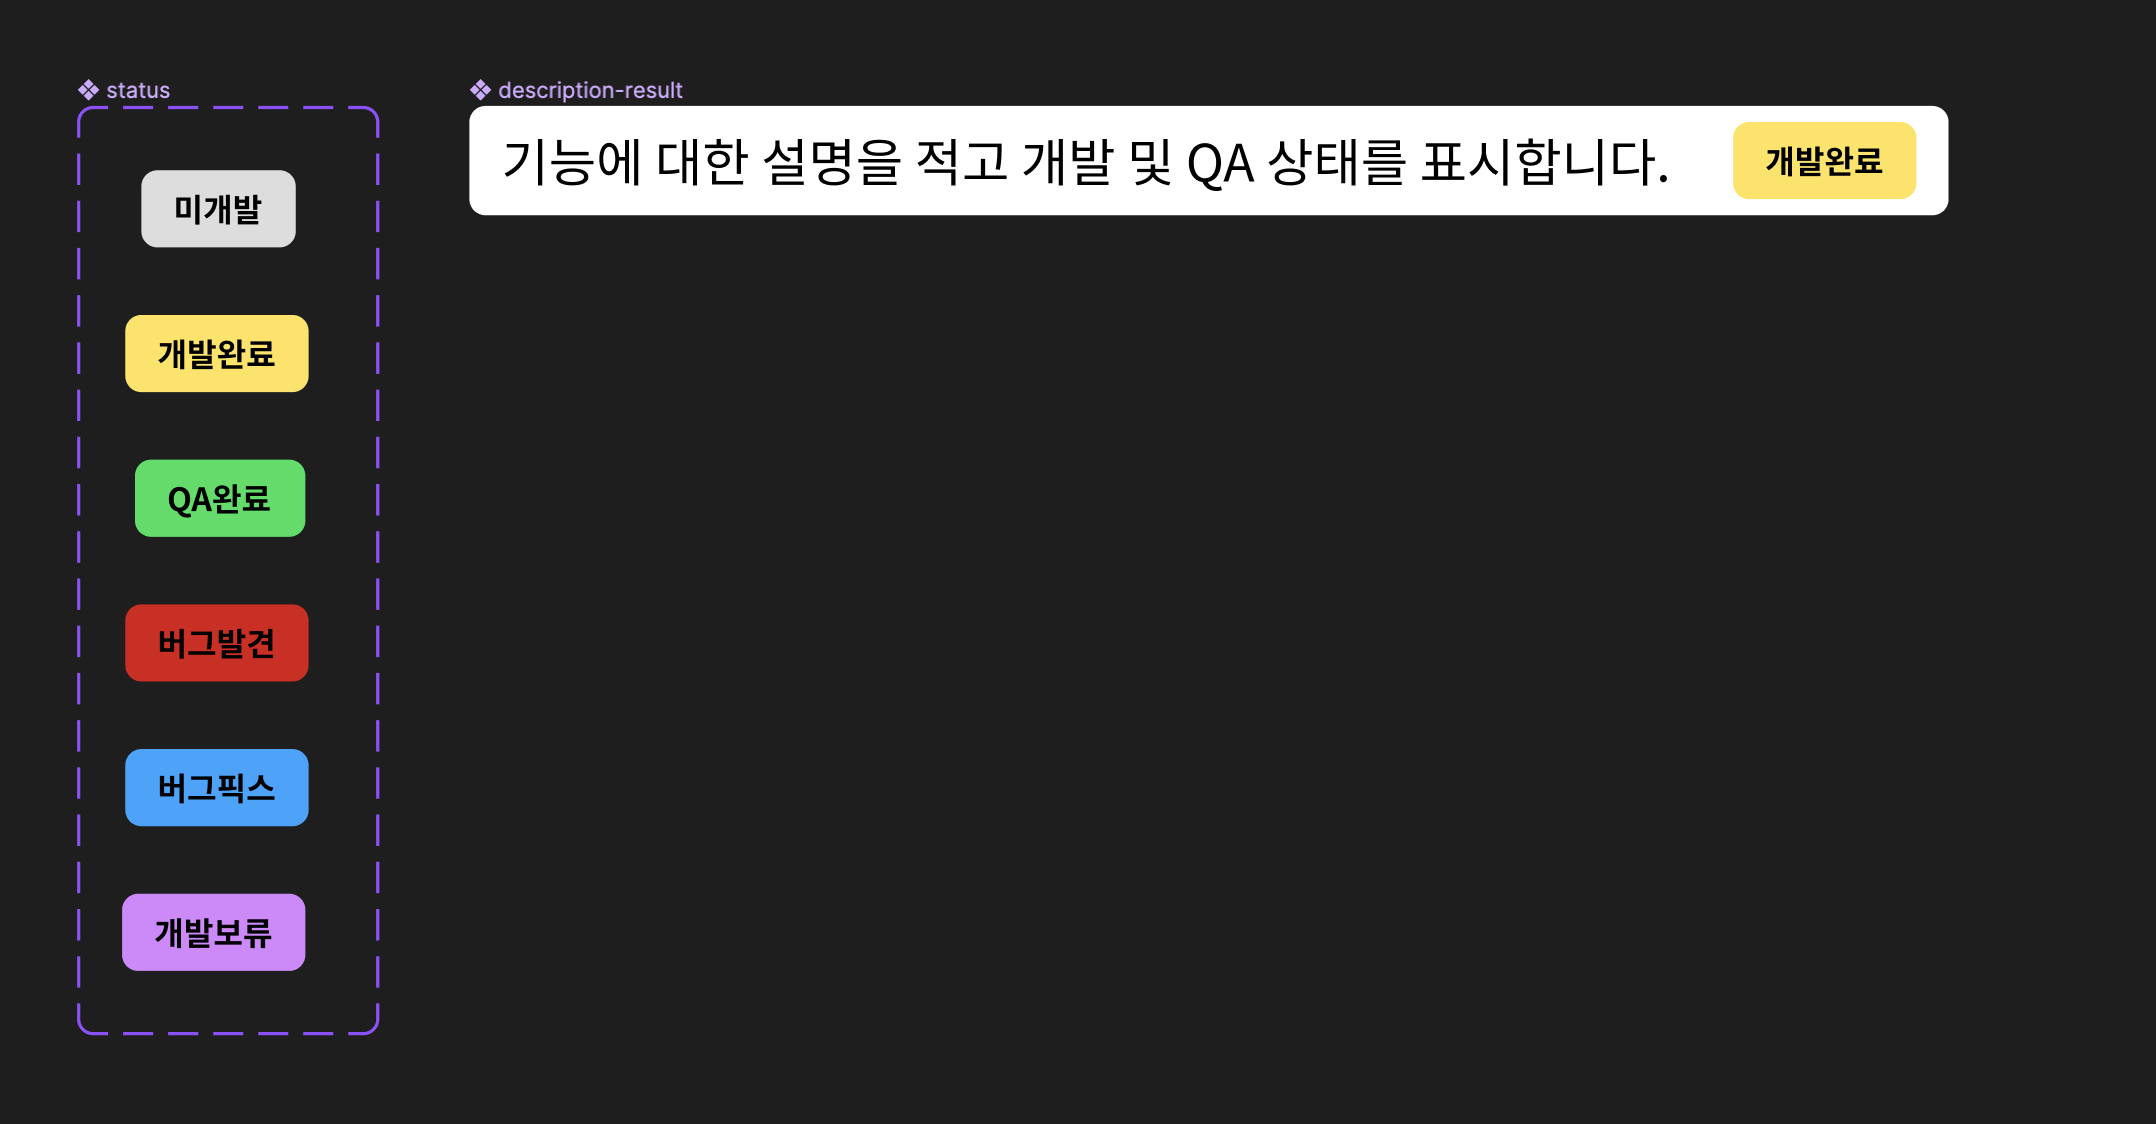 status
미개발
개발완료
QA완료
버그발견
버그픽스
개발보류
description-result
기능에 대한 설명을 적고 개발 및 QA 상태를 표시합니다.
개발완료